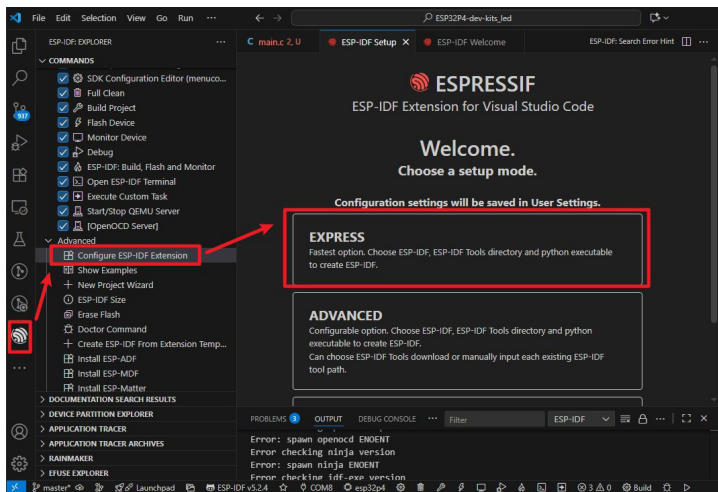 File Edit Selection View Go Run ···
ESP32P4-dev-kits_led
ESP-IDF: EXPLORER ···
C main.c 2, U
ESP-IDF Setup
ESP-IDF Welcome
ESP-IDF: Search Error Hint
COMMANDS
SDK Configuration Editor (menuco...
Full Clean
Build Project
Flash Device
Monitor Device
Debug
ESP-IDF: Build, Flash and Monitor
Open ESP-IDF Terminal
Execute Custom Task
Start/Stop QEMU Server
[OpenOCD Server]
Advanced
Configure ESP-IDF Extension
Show Examples
New Project Wizard
ESP-IDF Size
Erase Flash
Doctor Command
Create ESP-IDF From Extension Temp...
Install ESP-ADF
Install ESP-MDF
Install ESP-Matter
DOCUMENTATION SEARCH RESULTS
DEVICE PARTITION EXPLORER
APPLICATION TRACER
APPLICATION TRACER ARCHIVES
RAINMAKER
EFUSE EXPLORER
937
ESPRESSIF
ESP-IDF Extension for Visual Studio Code
Welcome.
Choose a setup mode.
Configuration settings will be saved in User Settings.
EXPRESS
Fastest option. Choose ESP-IDF, ESP-IDF Tools directory and python executable
to create ESP-IDF.
ADVANCED
Configurable option. Choose ESP-IDF, ESP-IDF Tools directory and python
executable to create ESP-IDF.
Can choose ESP-IDF Tools download or manually input each existing ESP-IDF
tool path.
PROBLEMS 3 OUTPUT DEBUG CONSOLE ··· Filter ESP-IDF
Error: spawn openocd ENOENT
Error checking ninja version
Error: spawn ninja ENOENT
Error checking idf-exe version
master* Launchpad ESP-IDF v5.2.4 COM8 esp32p4 3 0 Build